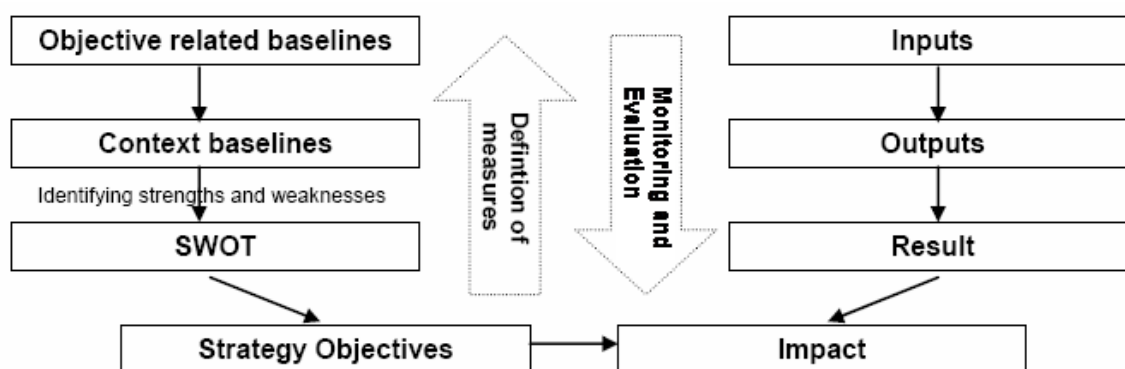 Objective related baselines
Context baselines
Identifying strengths and weaknesses
SWOT
Strategy Objectives
Defintion of
measures
Monitoring and
Evaluation
Inputs
Outputs
Result
Impact